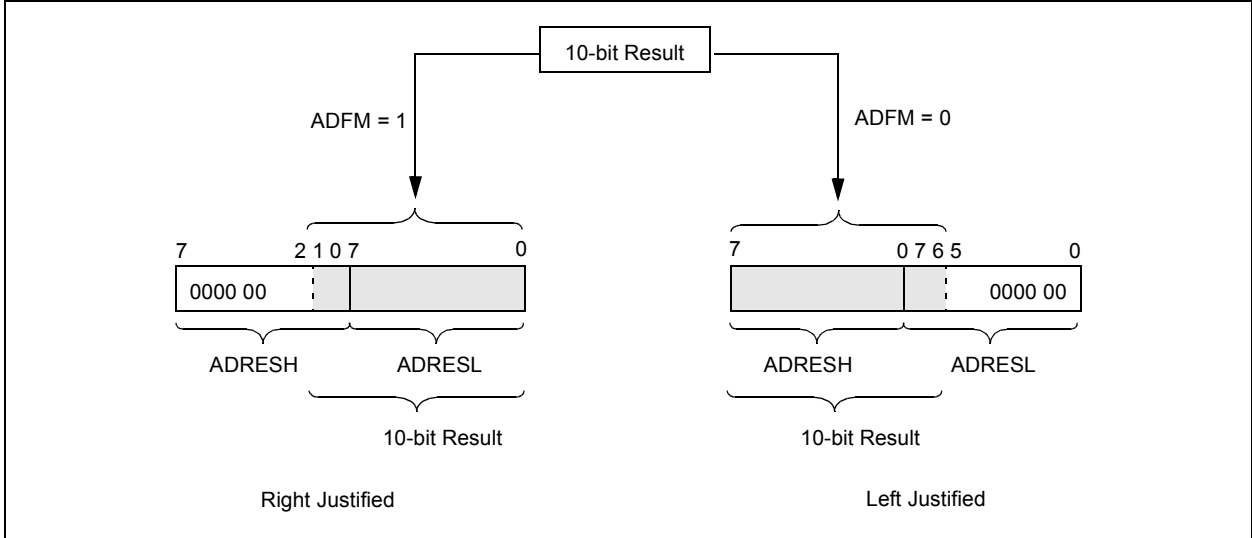 10-bit Result
ADFM = 1
ADFM = 0
7 2 1 0 7 0
7 0 7 6 5 0
0000 00
0000 00
ADRESH ADRESL
ADRESH ADRESL
10-bit Result
10-bit Result
Right Justified
Left Justified